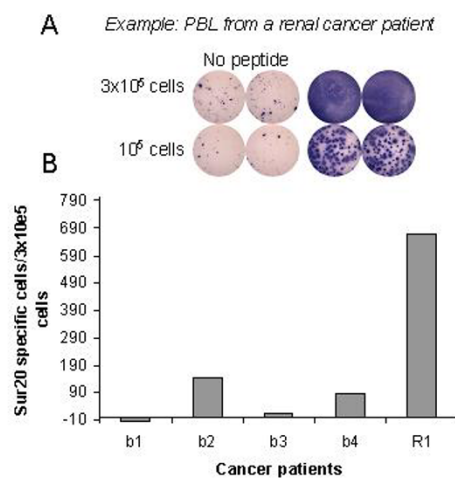 A
Example: PBL from a renal cancer patient
No peptide
3x10⁵ cells
10⁵ cells
B
Sur20 specific cells/3x10e5
cells
790
690
590
490
390
290
190
90
-10
b1 b2 b3 b4 R1
Cancer patients